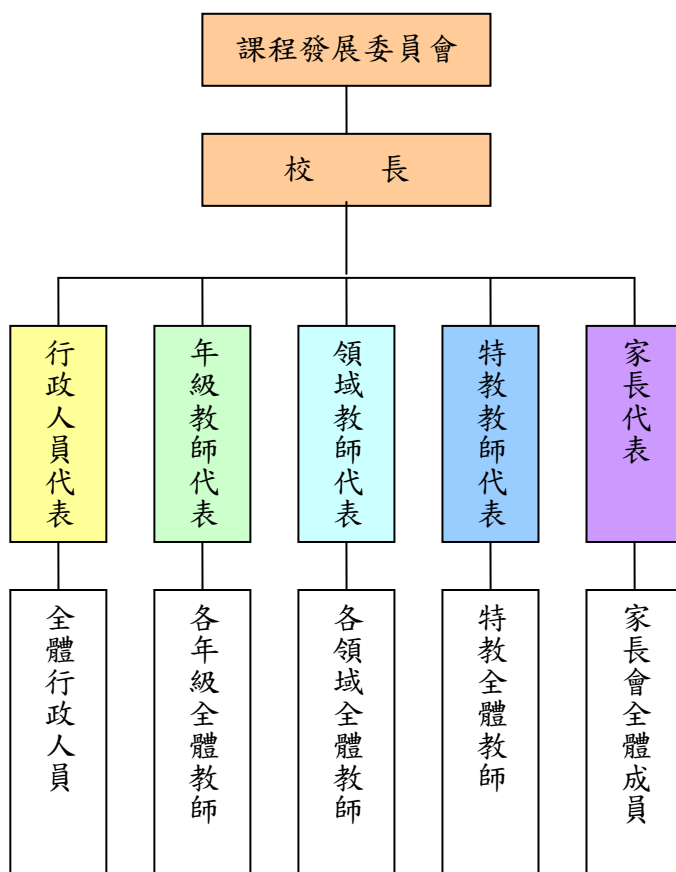 課程發展委員會
校　　長
行政人員代表
年級教師代表
領域教師代表
特教教師代表
家長代表
全體行政人員
各年級全體教師
各領域全體教師
特教全體教師
家長會全體成員